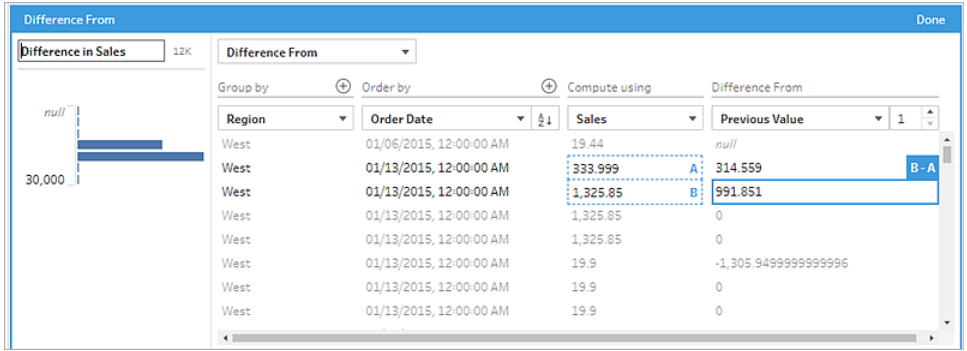 Difference From Done
Difference in Sales 12K Difference From
Group by Order by Compute using Difference From
null
30,000
Region Order Date A Z Sales Previous Value 1
West 01/06/2015, 12:00:00 AM 19.44 null
West 01/13/2015, 12:00:00 AM 333.999 A 314.559 B - A
West 01/13/2015, 12:00:00 AM 1,325.85 B 991.851
West 01/13/2015, 12:00:00 AM 1,325.85 0
West 01/13/2015, 12:00:00 AM 1,325.85 0
West 01/13/2015, 12:00:00 AM 19.9 -1,305.9499999999996
West 01/13/2015, 12:00:00 AM 19.9 0
West 01/13/2015, 12:00:00 AM 19.9 0